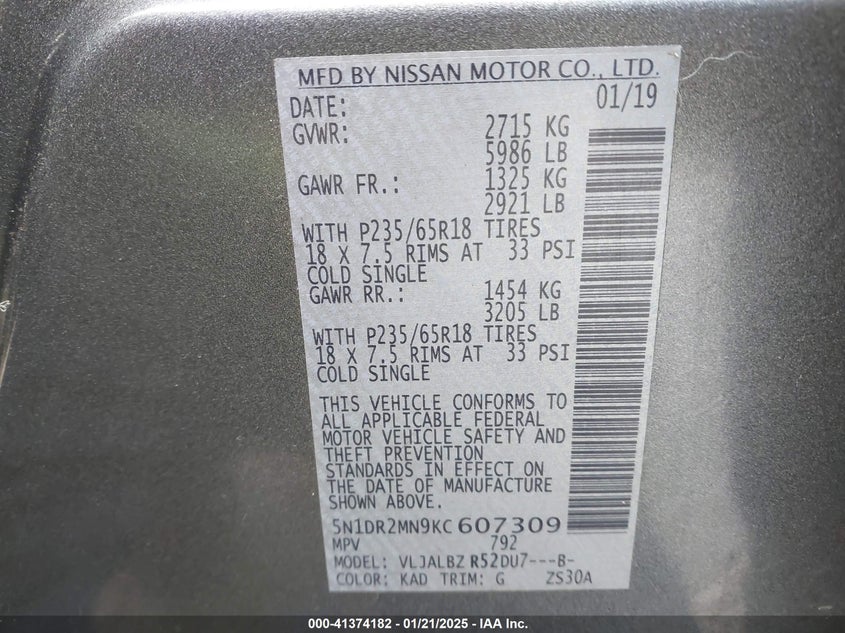 MFD BY NISSAN MOTOR CO., LTD.
DATE: 01/19
GVWR: 2715 KG
5986 LB
GAWR FR.: 1325 KG
2921 LB
WITH P235/65R18 TIRES
18 X 7.5 RIMS AT 33 PSI
COLD SINGLE
GAWR RR.: 1454 KG
3205 LB
WITH P235/65R18 TIRES
18 X 7.5 RIMS AT 33 PSI
COLD SINGLE
THIS VEHICLE CONFORMS TO
ALL APPLICABLE FEDERAL
MOTOR VEHICLE SAFETY AND
THEFT PREVENTION
STANDARDS IN EFFECT ON
THE DATE OF MANUFACTURE
SHOWN ABOVE.
5N1DR2MN9KC 607309
MPV 792
MODEL: VLJALBZ R52DU7---B-
COLOR: KAD TRIM: G ZS30A
000-41374182 - 01/21/2025 - IAA Inc.